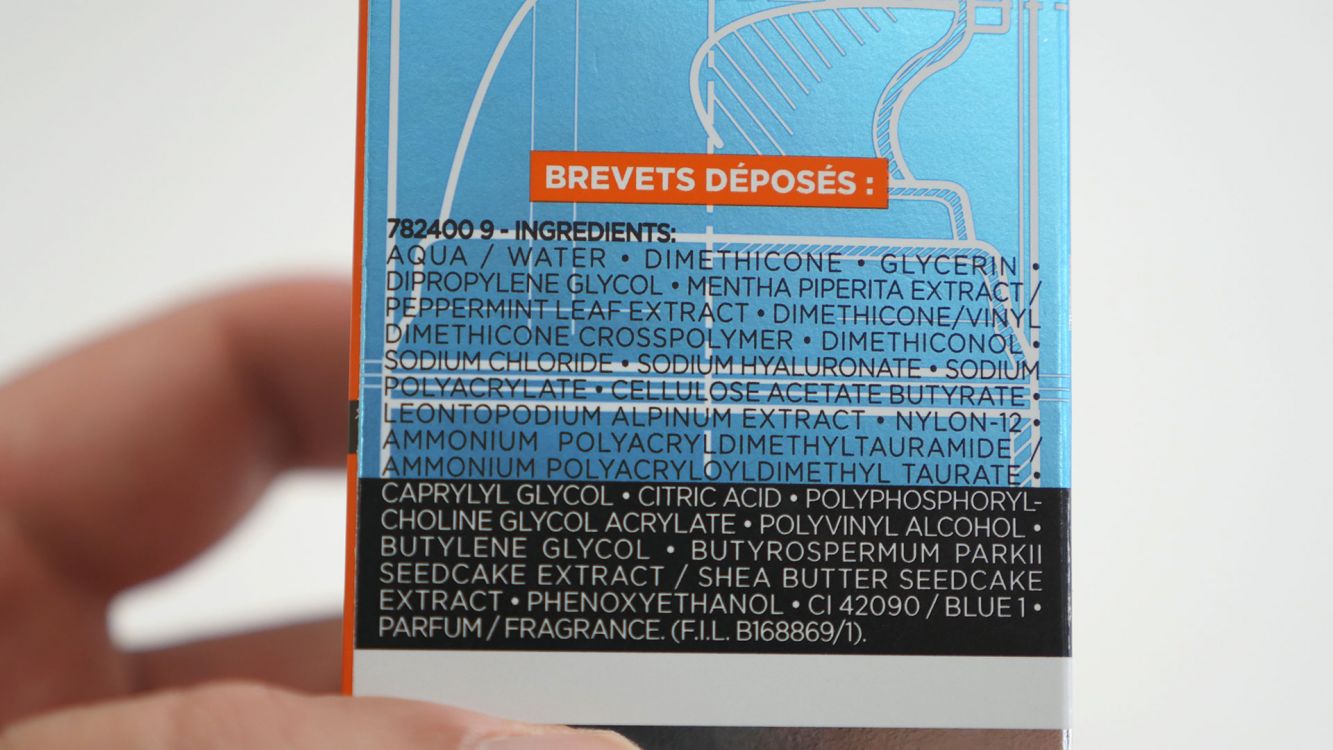 BREVETS DÉPOSÉS :
782400 9 - INGREDIENTS:
AQUA / WATER • DIMETHICONE • GLYCERIN •
DIPROPYLENE GLYCOL • MENTHA PIPERITA EXTRACT /
PEPPERMINT LEAF EXTRACT • DIMETHICONE/VINYL
DIMETHICONE CROSSPOLYMER • DIMETHICONOL •
SODIUM CHLORIDE • SODIUM HYALURONATE • SODIUM
POLYACRYLATE • CELLULOSE ACETATE BUTYRATE •
LEONTOPODIUM ALPINUM EXTRACT • NYLON-12 •
AMMONIUM POLYACRYLDIMETHYLTAURAMIDE /
AMMONIUM POLYACRYLOYLDIMETHYL TAURATE •
CAPRYLYL GLYCOL • CITRIC ACID • POLYPHOSPHORYL-
CHOLINE GLYCOL ACRYLATE • POLYVINYL ALCOHOL •
BUTYLENE GLYCOL • BUTYROSPERMUM PARKII
SEEDCAKE EXTRACT / SHEA BUTTER SEEDCAKE
EXTRACT • PHENOXYETHANOL • CI 42090 / BLUE 1 •
PARFUM / FRAGRANCE. (F.I.L. B168869/1).